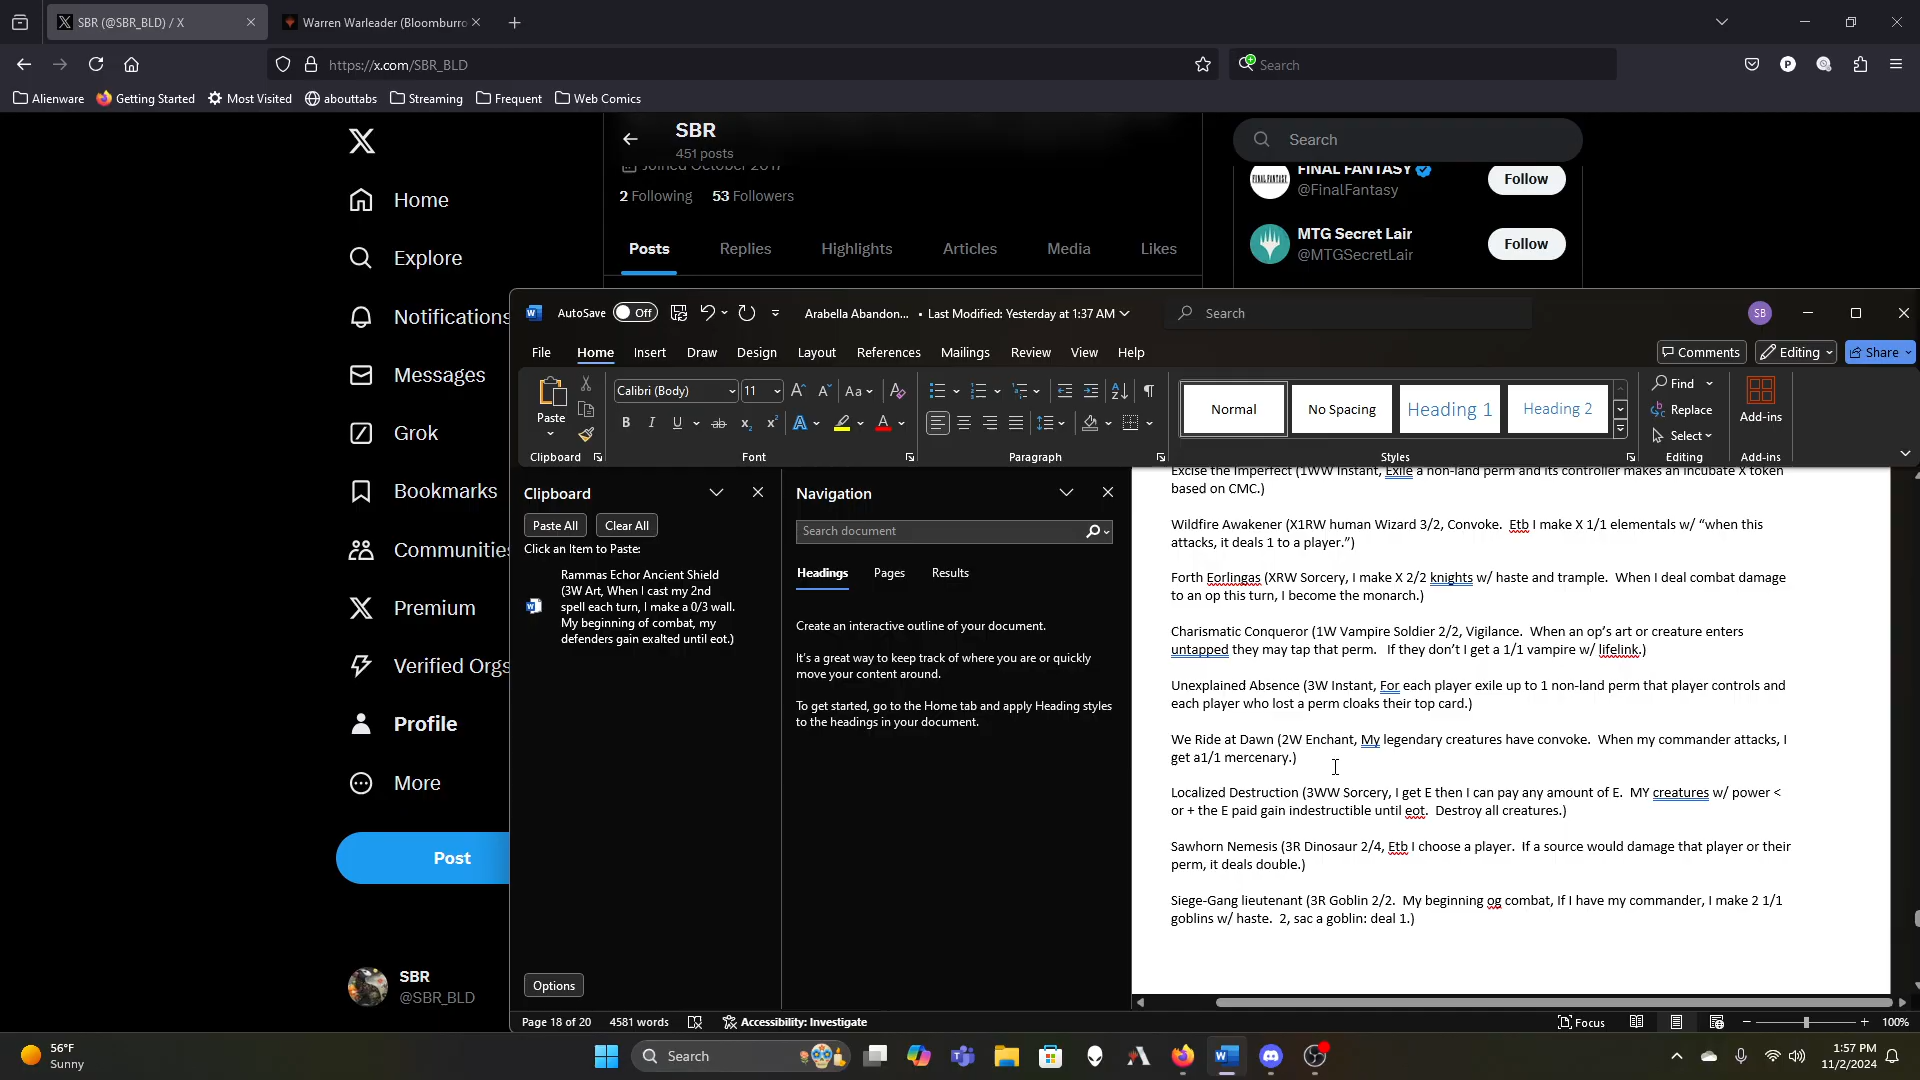 SBR (@SBR_BLD) / X
Warren Warleader (Bloomburro
https://x.com/SBR_BLD
Search
Alienware
Getting Started
Most Visited
abouttabs
Streaming
Frequent
Web Comics
SBR
451 posts
Joined October 2017
2 Following 53 Followers
Posts Replies Highlights Articles Media Likes
Home
Explore
Notifications
Messages
Grok
Bookmarks
Communities
Premium
Verified Orgs
Profile
More
Post
SBR
@SBR_BLD
Search
FINAL FANTASY
@FinalFantasy
Follow
MTG Secret Lair
@MTGSecretLair
Follow
AutoSave Off
Arabella Abandon... • Last Modified: Yesterday at 1:37 AM
Search
SB
File Home Insert Draw Design Layout References Mailings Review View Help
Comments Editing Share
Paste
Clipboard
Calibri (Body) 11
Font
Paragraph
Normal
No Spacing
Heading 1
Heading 2
Styles
Find
Replace
Select
Editing
Add-ins
Add-ins
Clipboard
Paste All Clear All
Click an Item to Paste:
Rammas Echor Ancient Shield
(3W Art, When I cast my 2nd
spell each turn, I make a 0/3 wall.
My beginning of combat, my
defenders gain exalted until eot.)
Options
Navigation
Search document
Headings Pages Results
Create an interactive outline of your document.
It's a great way to keep track of where you are or quickly
move your content around.
To get started, go to the Home tab and apply Heading styles
to the headings in your document.
Excise the Imperfect (1WW Instant, Exile a non-land perm and its controller makes an incubate X token
based on CMC.)
Wildfire Awakener (X1RW human Wizard 3/2, Convoke. Etb I make X 1/1 elementals w/ “when this
attacks, it deals 1 to a player.”)
Forth Eorlingas (XRW Sorcery, I make X 2/2 knights w/ haste and trample. When I deal combat damage
to an op this turn, I become the monarch.)
Charismatic Conqueror (1W Vampire Soldier 2/2, Vigilance. When an op’s art or creature enters
untapped they may tap that perm. If they don’t I get a 1/1 vampire w/ lifelink.)
Unexplained Absence (3W Instant, For each player exile up to 1 non-land perm that player controls and
each player who lost a perm cloaks their top card.)
We Ride at Dawn (2W Enchant, My legendary creatures have convoke. When my commander attacks, I
get a1/1 mercenary.)
Localized Destruction (3WW Sorcery, I get E then I can pay any amount of E. MY creatures w/ power <
or + the E paid gain indestructible until eot. Destroy all creatures.)
Sawhorn Nemesis (3R Dinosaur 2/4, Etb I choose a player. If a source would damage that player or their
perm, it deals double.)
Siege-Gang lieutenant (3R Goblin 2/2. My beginning og combat, If I have my commander, I make 2 1/1
goblins w/ haste. 2, sac a goblin: deal 1.)
Page 18 of 20 4581 words Accessibility: Investigate
Focus
100%
56°F
Sunny
Search
1:57 PM
11/2/2024